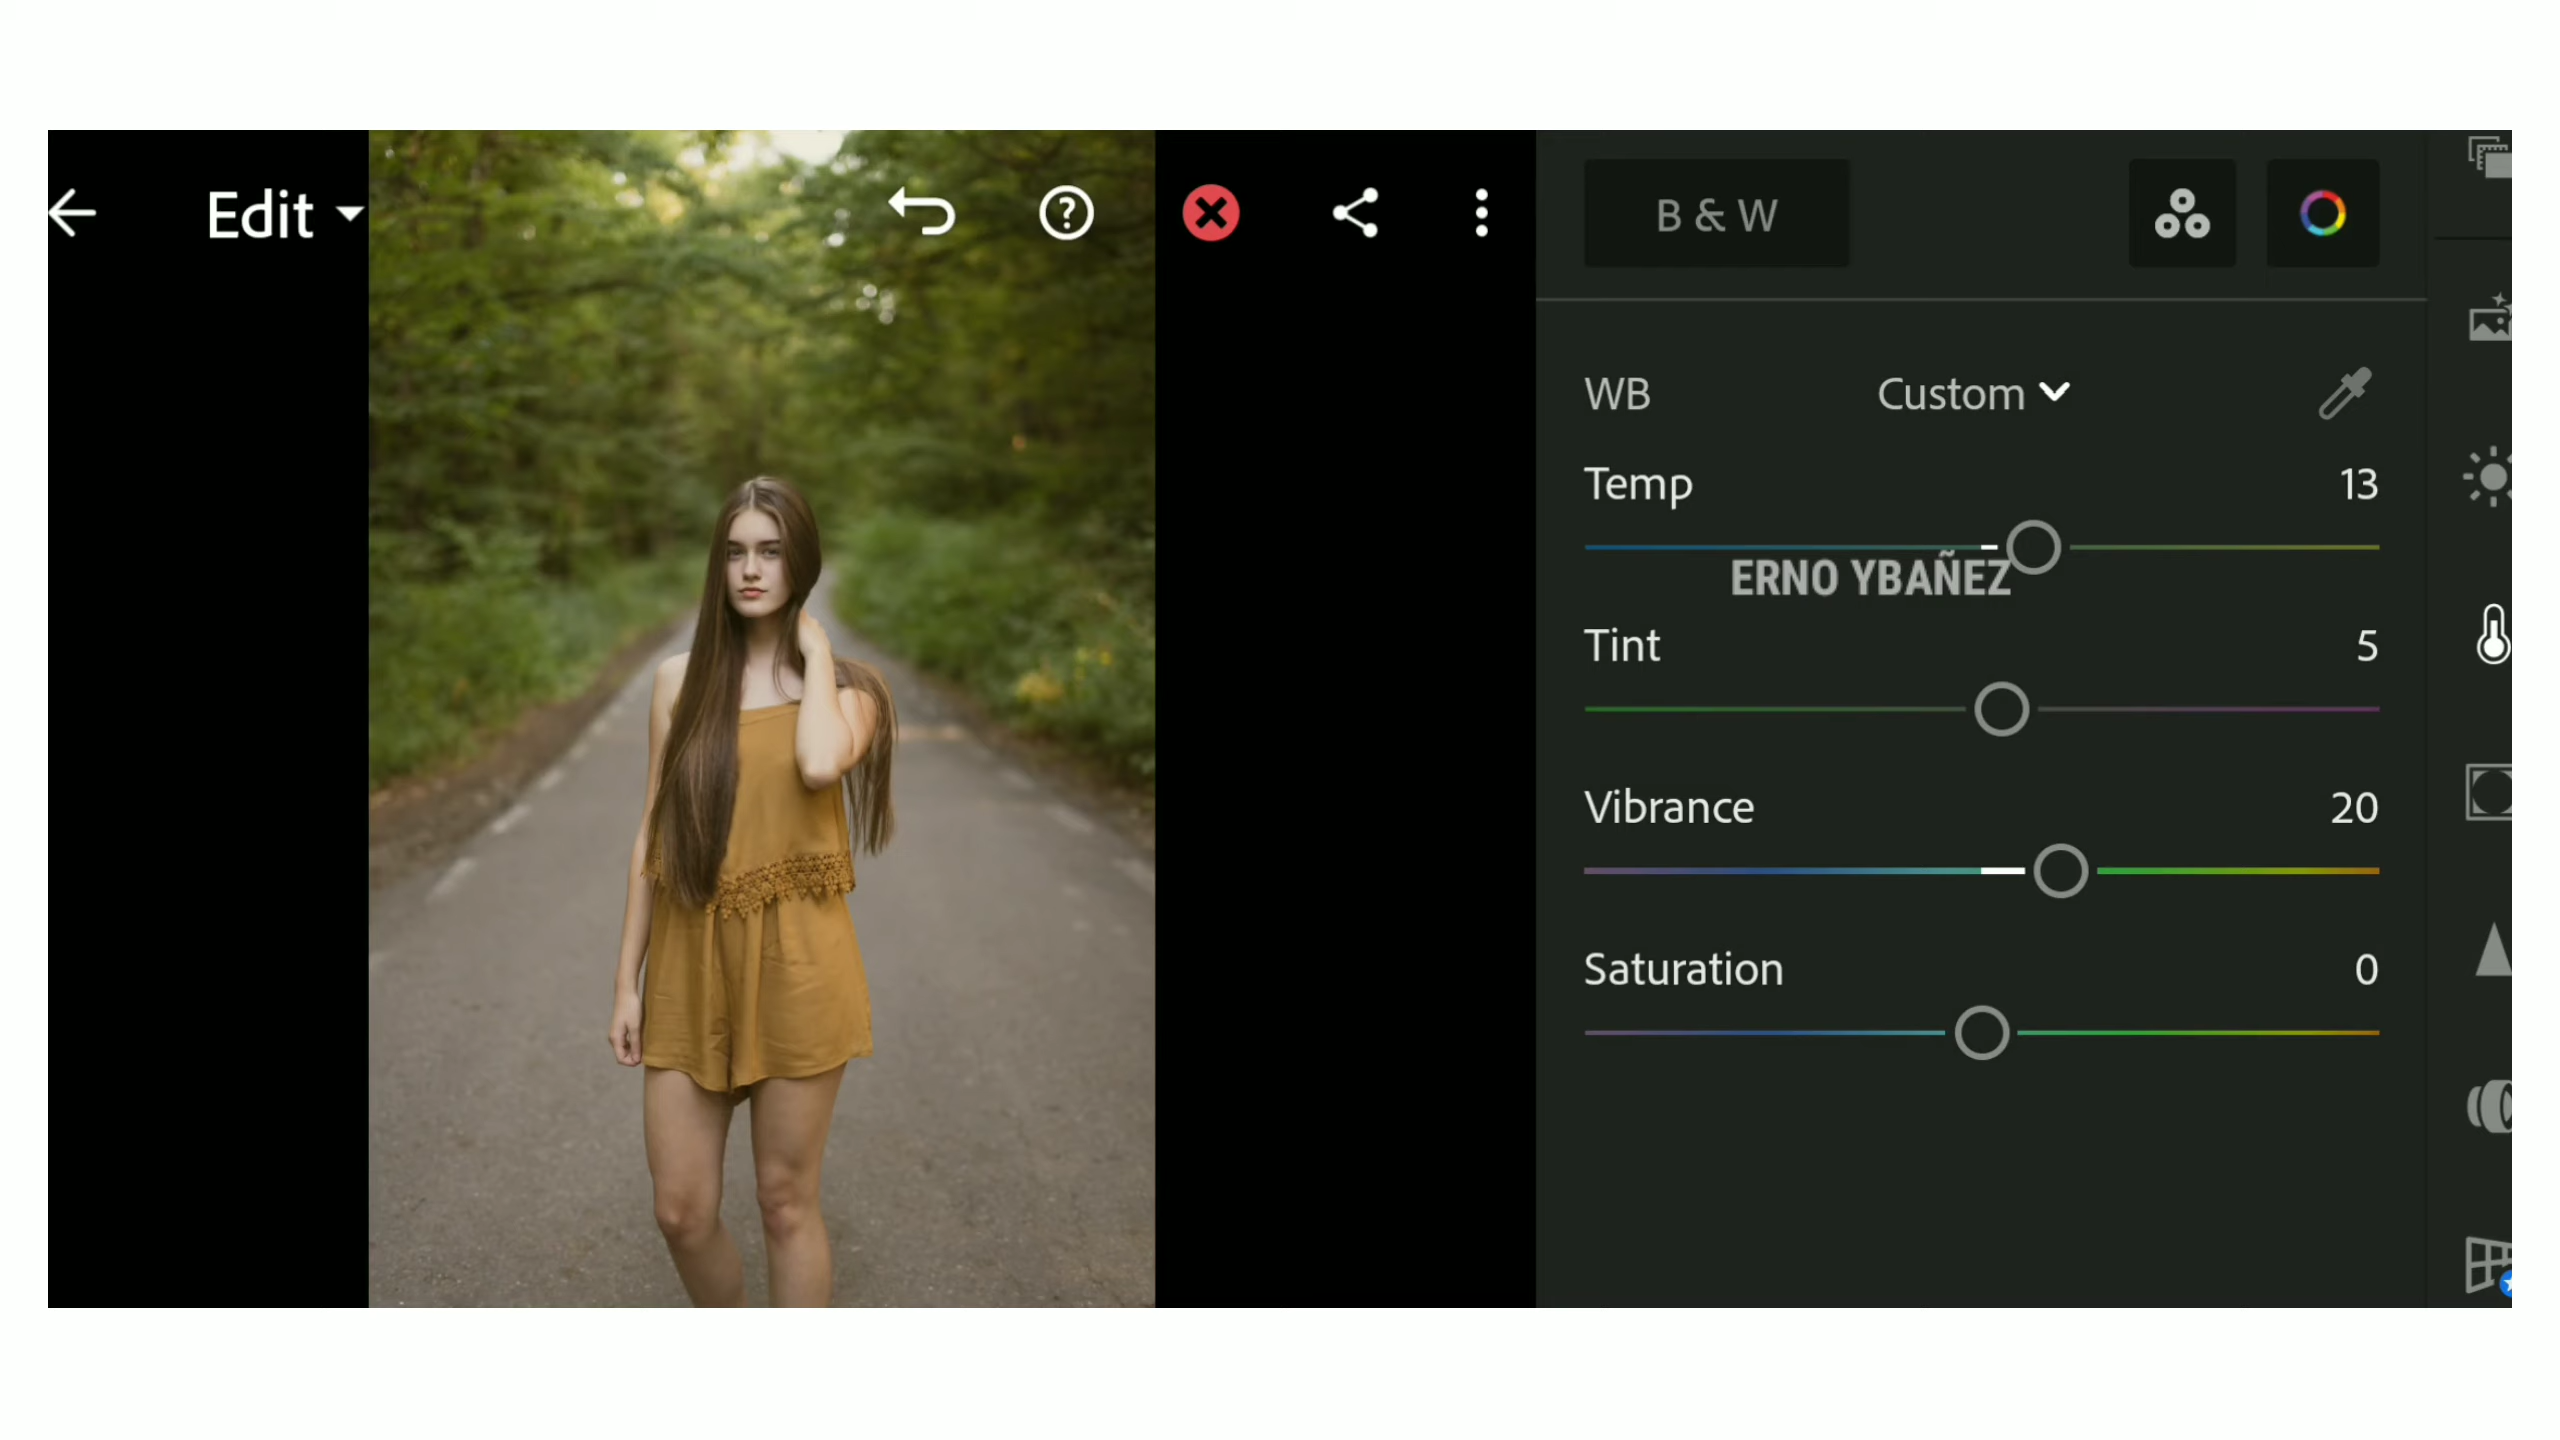 Edit
B & W
WB Custom
Temp 13
ERNO YBAÑEZ
Tint 5
Vibrance 20
Saturation 0